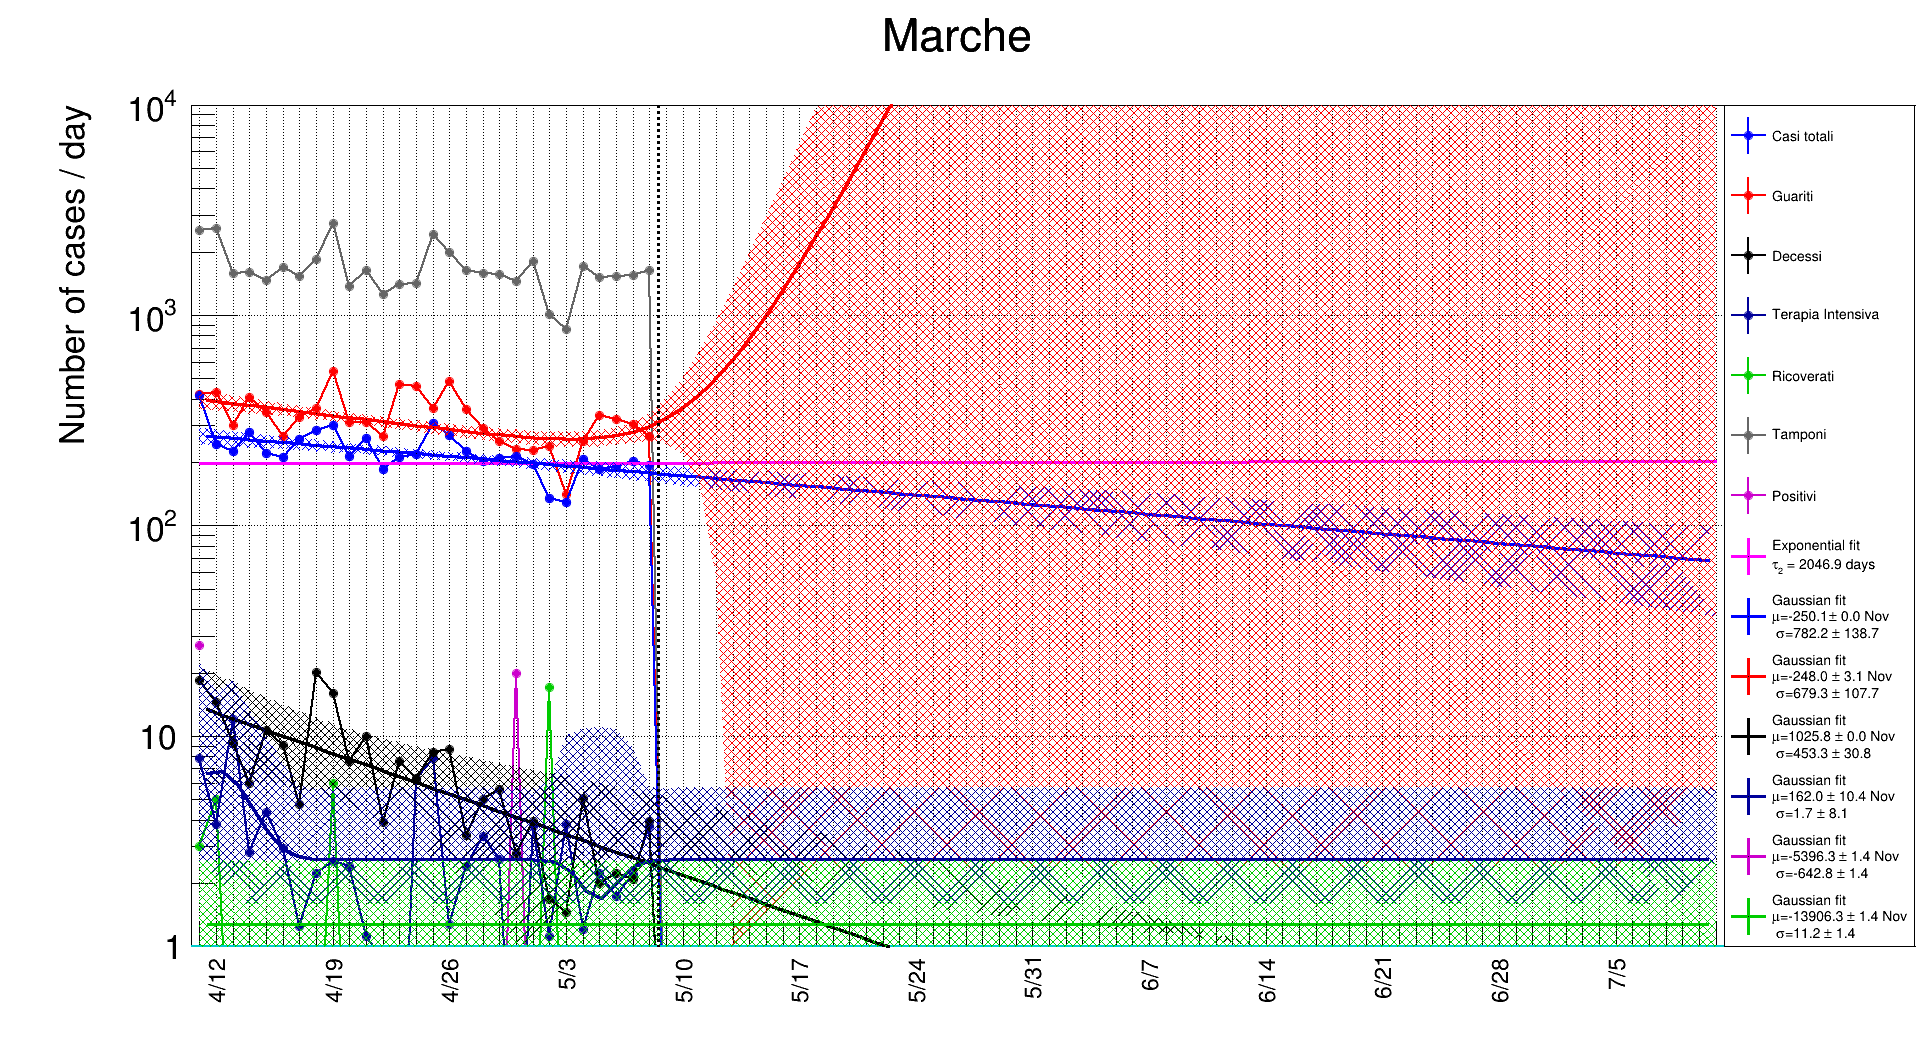 Marche
Number of cases / day
10⁴
10³
10²
10
1
4/12
4/19
4/26
5/3
5/10
5/17
5/24
5/31
6/7
6/14
6/21
6/28
7/5
Casi totali
Guariti
Decessi
Terapia Intensiva
Ricoverati
Tamponi
Positivi
Exponential fit
τ₂ = 2046.9 days
Gaussian fit
μ=-250.1± 0.0 Nov
σ=782.2 ± 138.7
Gaussian fit
μ=-248.0 ± 3.1 Nov
σ=679.3 ± 107.7
Gaussian fit
μ=1025.8 ± 0.0 Nov
σ=453.3 ± 30.8
Gaussian fit
μ=162.0 ± 10.4 Nov
σ=1.7 ± 8.1
Gaussian fit
μ=-5396.3 ± 1.4 Nov
σ=-642.8 ± 1.4
Gaussian fit
μ=-13906.3 ± 1.4 Nov
σ=11.2 ± 1.4